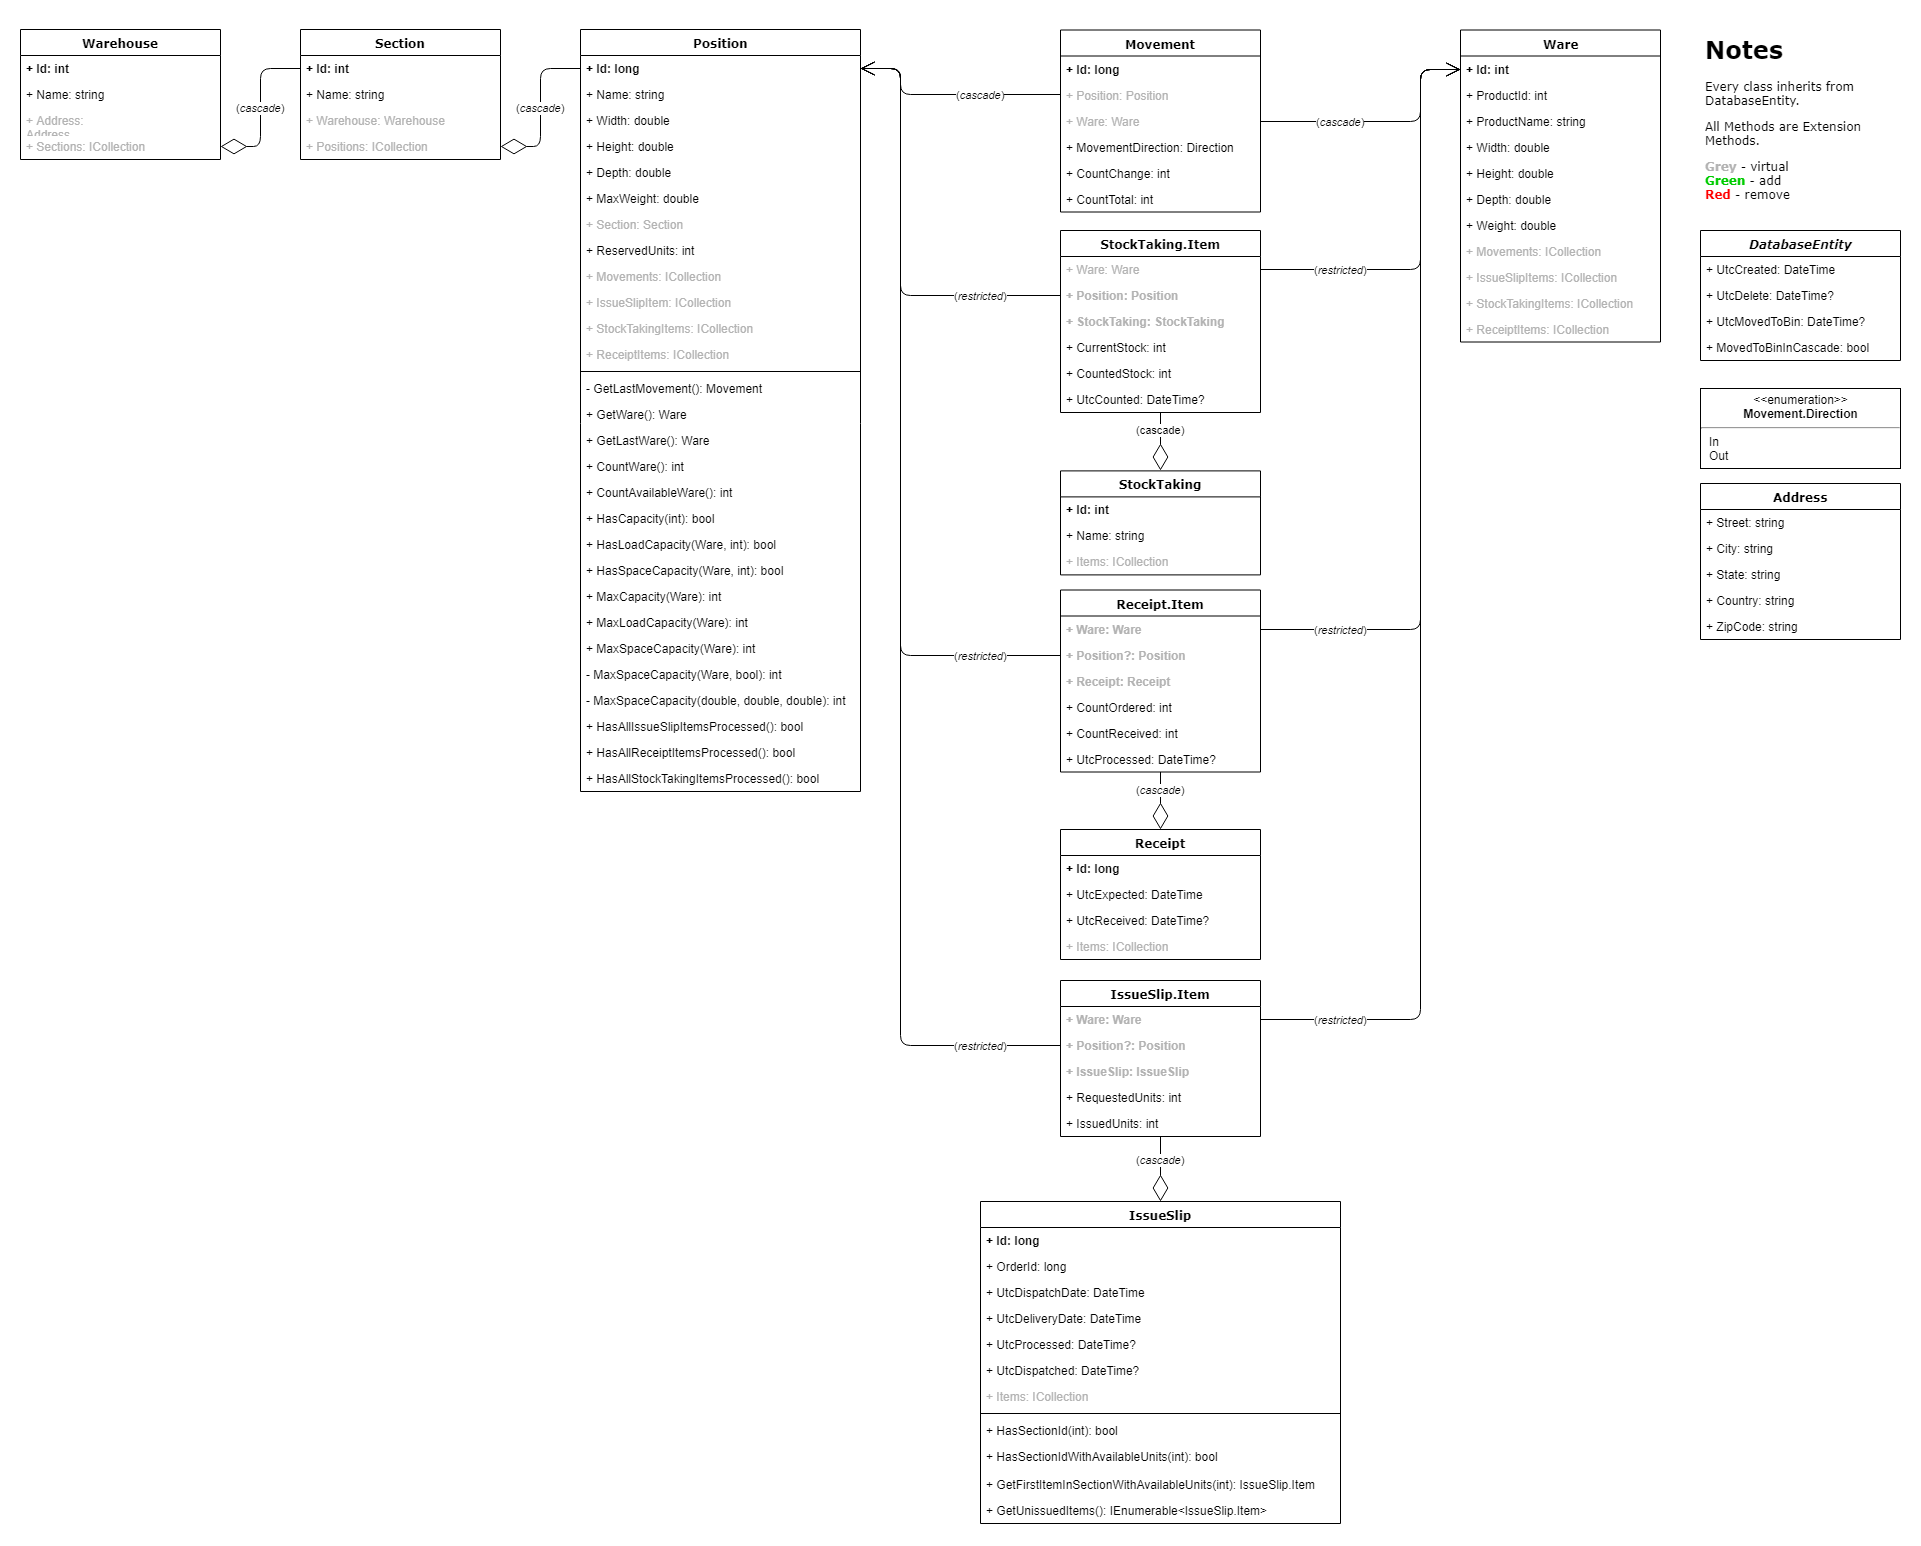 Warehouse
+ Id: int
+ Name: string
+ Address:
Address
+ Sections: ICollection
(cascade)
Section
+ Id: int
+ Name: string
+ Warehouse: Warehouse
+ Positions: ICollection
(cascade)
Position
+ Id: long
+ Name: string
+ Width: double
+ Height: double
+ Depth: double
+ MaxWeight: double
+ Section: Section
+ ReservedUnits: int
+ Movements: ICollection
+ IssueSlipItem: ICollection
+ StockTakingItems: ICollection
+ ReceiptItems: ICollection
- GetLastMovement(): Movement
+ GetWare(): Ware
+ GetLastWare(): Ware
+ CountWare(): int
+ CountAvailableWare(): int
+ HasCapacity(int): bool
+ HasLoadCapacity(Ware, int): bool
+ HasSpaceCapacity(Ware, int): bool
+ MaxCapacity(Ware): int
+ MaxLoadCapacity(Ware): int
+ MaxSpaceCapacity(Ware): int
- MaxSpaceCapacity(Ware, bool): int
- MaxSpaceCapacity(double, double, double): int
+ HasAllIssueSlipItemsProcessed(): bool
+ HasAllReceiptItemsProcessed(): bool
+ HasAllStockTakingItemsProcessed(): bool
(cascade)
(restricted)
(restricted)
(restricted)
Movement
+ Id: long
+ Position: Position
+ Ware: Ware
+ MovementDirection: Direction
+ CountChange: int
+ CountTotal: int
StockTaking.Item
+ Ware: Ware
+ Position: Position
+ StockTaking: StockTaking
+ CurrentStock: int
+ CountedStock: int
+ UtcCounted: DateTime?
(cascade)
StockTaking
+ Id: int
+ Name: string
+ Items: ICollection
Receipt.Item
+ Ware: Ware
+ Position?: Position
+ Receipt: Receipt
+ CountOrdered: int
+ CountReceived: int
+ UtcProcessed: DateTime?
(cascade)
Receipt
+ Id: long
+ UtcExpected: DateTime
+ UtcReceived: DateTime?
+ Items: ICollection
IssueSlip.Item
+ Ware: Ware
+ Position?: Position
+ IssueSlip: IssueSlip
+ RequestedUnits: int
+ IssuedUnits: int
(cascade)
IssueSlip
+ Id: long
+ OrderId: long
+ UtcDispatchDate: DateTime
+ UtcDeliveryDate: DateTime
+ UtcProcessed: DateTime?
+ UtcDispatched: DateTime?
+ Items: ICollection
+ HasSectionId(int): bool
+ HasSectionIdWithAvailableUnits(int): bool
+ GetFirstItemInSectionWithAvailableUnits(int): IssueSlip.Item
+ GetUnissuedItems(): IEnumerable<IssueSlip.Item>
(cascade)
(restricted)
(restricted)
(restricted)
Ware
+ Id: int
+ ProductId: int
+ ProductName: string
+ Width: double
+ Height: double
+ Depth: double
+ Weight: double
+ Movements: ICollection
+ IssueSlipItems: ICollection
+ StockTakingItems: ICollection
+ ReceiptItems: ICollection
Notes
Every class inherits from
DatabaseEntity.
All Methods are Extension
Methods.
Grey - virtual
Green - add
Red - remove
DatabaseEntity
+ UtcCreated: DateTime
+ UtcDelete: DateTime?
+ UtcMovedToBin: DateTime?
+ MovedToBinInCascade: bool
<<enumeration>>
Movement.Direction
In
Out
Address
+ Street: string
+ City: string
+ State: string
+ Country: string
+ ZipCode: string